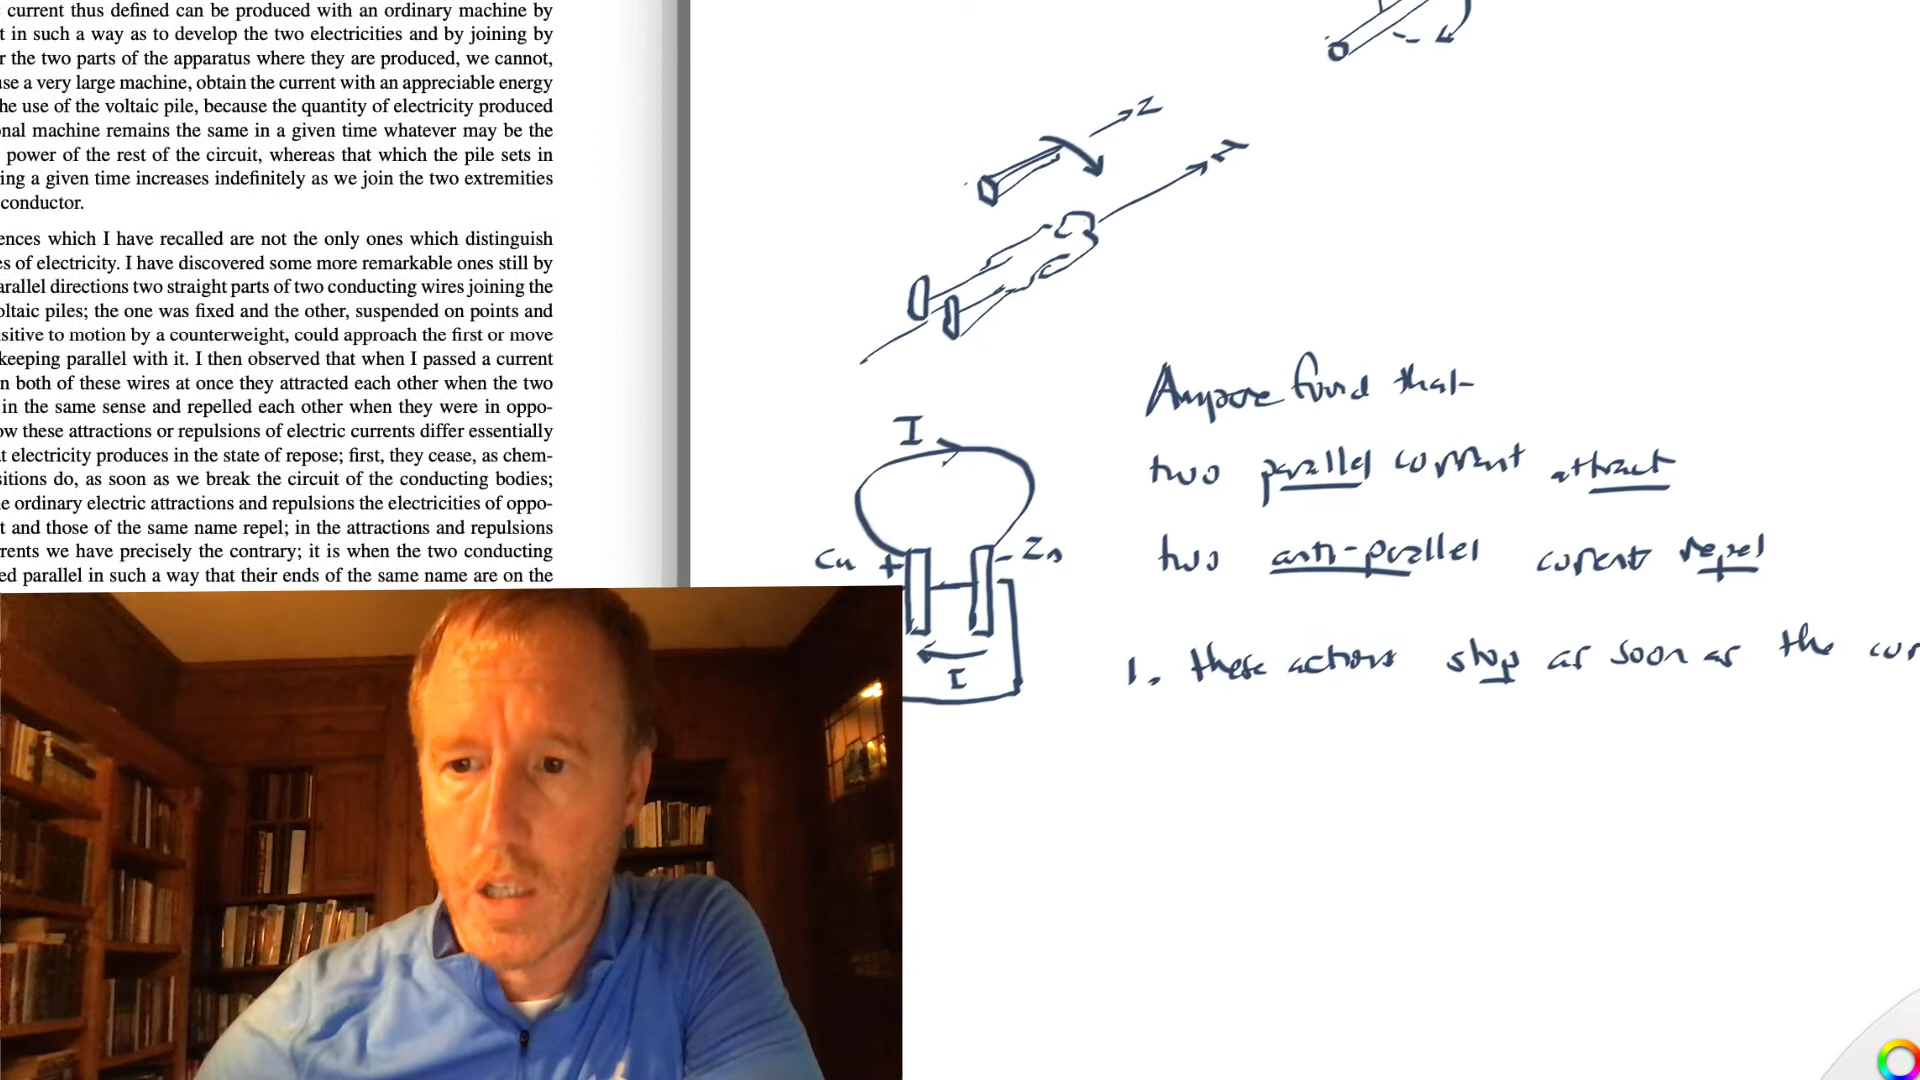 current thus defined can be produced with an ordinary machine by
t in such a way as to develop the two electricities and by joining by
r the two parts of the apparatus where they are produced, we cannot,
use a very large machine, obtain the current with an appreciable energy
he use of the voltaic pile, because the quantity of electricity produced
onal machine remains the same in a given time whatever may be the
power of the rest of the circuit, whereas that which the pile sets in
ing a given time increases indefinitely as we join the two extremities
conductor.
ences which I have recalled are not the only ones which distinguish
es of electricity. I have discovered some more remarkable ones still by
arallel directions two straight parts of two conducting wires joining the
oltaic piles; the one was fixed and the other, suspended on points and
sitive to motion by a counterweight, could approach the first or move
keeping parallel with it. I then observed that when I passed a current
n both of these wires at once they attracted each other when the two
in the same sense and repelled each other when they were in oppo-
ow these attractions or repulsions of electric currents differ essentially
t electricity produces in the state of repose; first, they cease, as chem-
sitions do, as soon as we break the circuit of the conducting bodies;
e ordinary electric attractions and repulsions the electricities of oppo-
t and those of the same name repel; in the attractions and repulsions
rents we have precisely the contrary; it is when the two conducting
ed parallel in such a way that their ends of the same name are on the
N
I
Cu + - Zn
I
Ampere found that
two parallel current attract
two anti-parallel current repel
1. these actions stop as soon as the cur